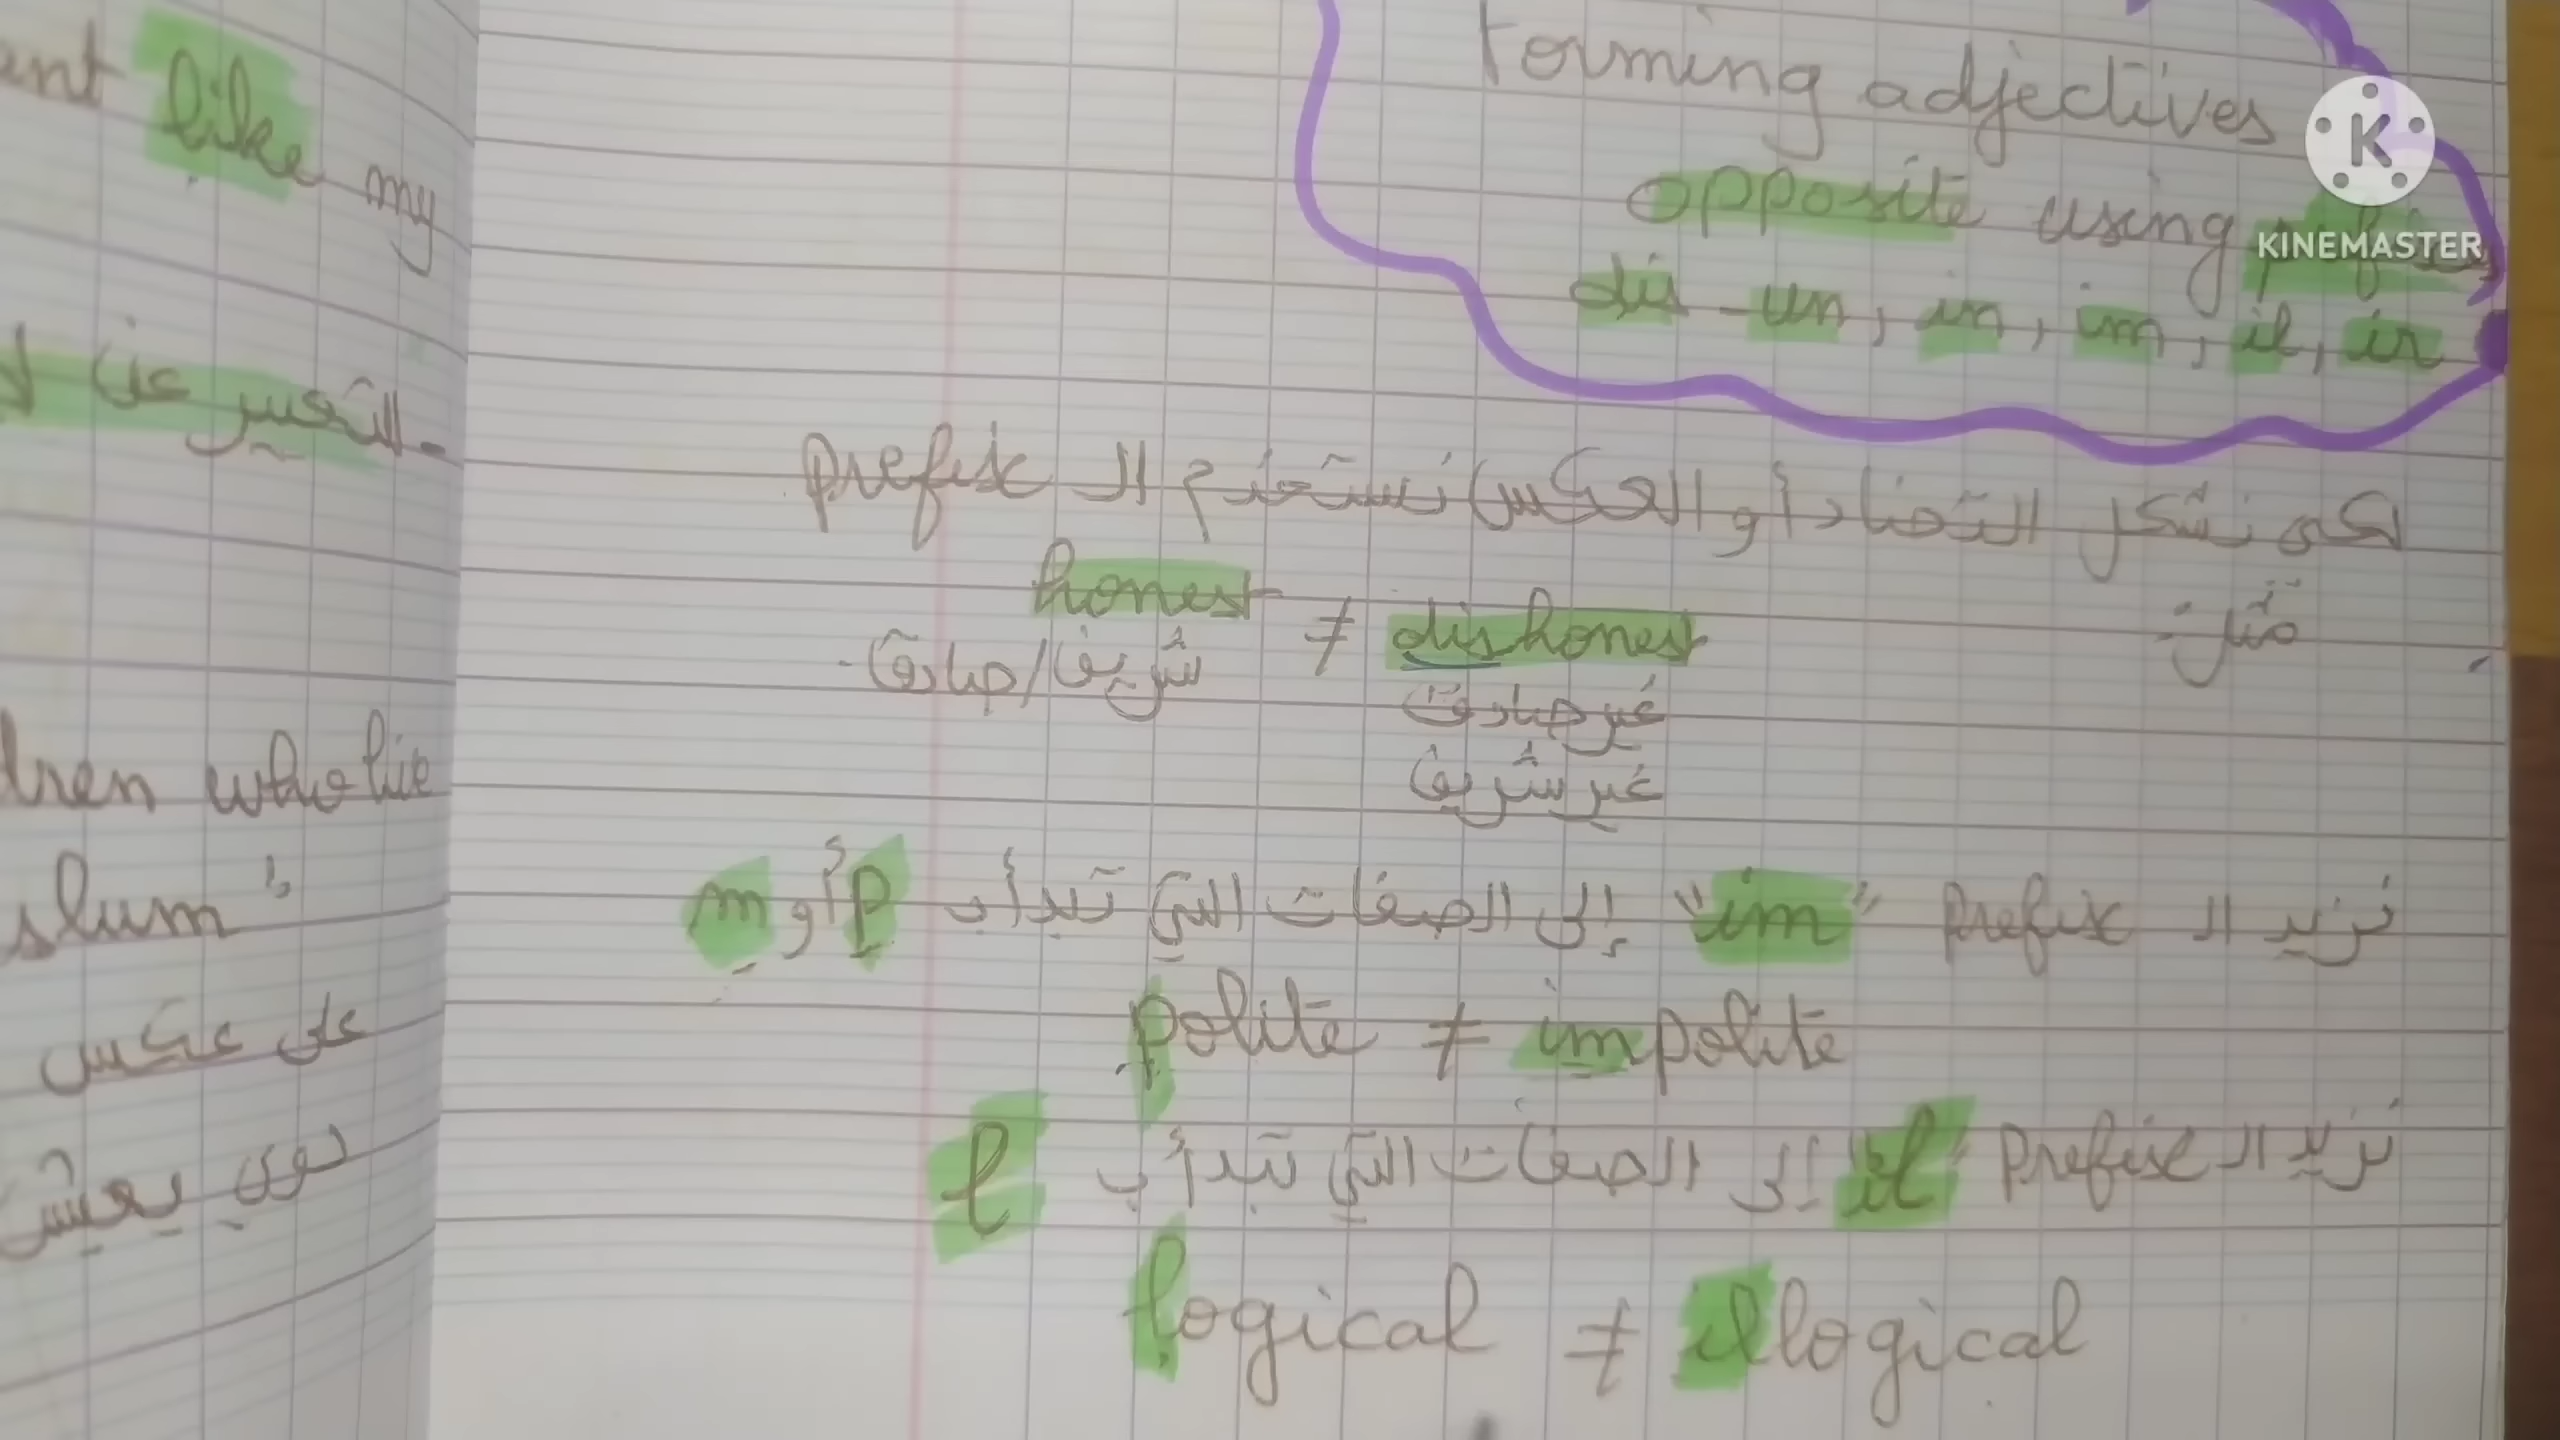 like my
التعبير عن
who live
slum"
على عكس
يعيش
Forming adjectives
opposite using
dis - un, in, im, il, ir
KINEMASTER
لكي نشكل التضاد أو العكس نستخدم الـ prefix
مثل:
honest ≠ dishonest
شريف/صادق
غير صادق
غير شريف
نزيد الـ prefix "im" إلى الصفات التي تبدأ بـ p أو m
polite ≠ impolite
نزيد الـ prefix "il" إلى الصفات التي تبدأ بـ l
logical ≠ illogical